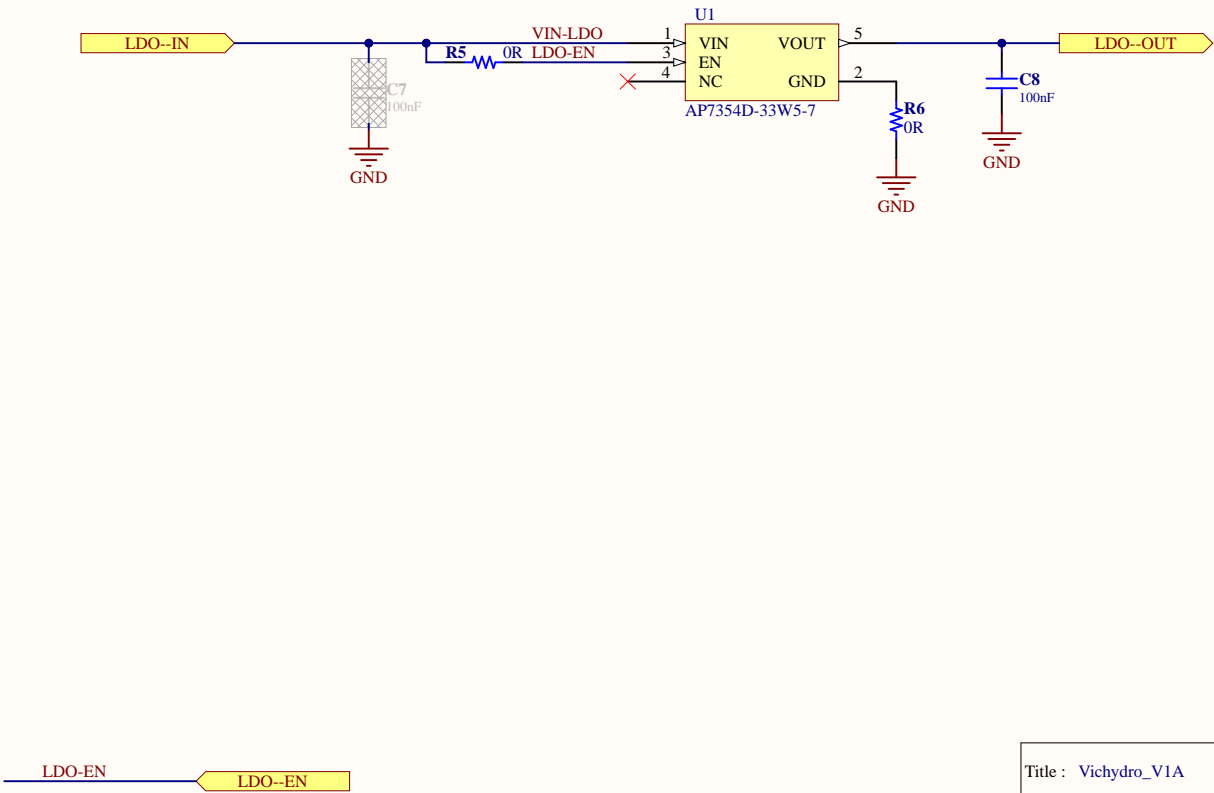 U1
LDO--IN
VIN-LDO
1
VIN
VOUT
5
LDO--OUT
R5
0R
LDO-EN
3
EN
4
NC
GND
2
C7
100nF
C8
100nF
AP7354D-33W5-7
R6
0R
GND
GND
GND
LDO-EN
LDO--EN
Title : Vichydro_V1A